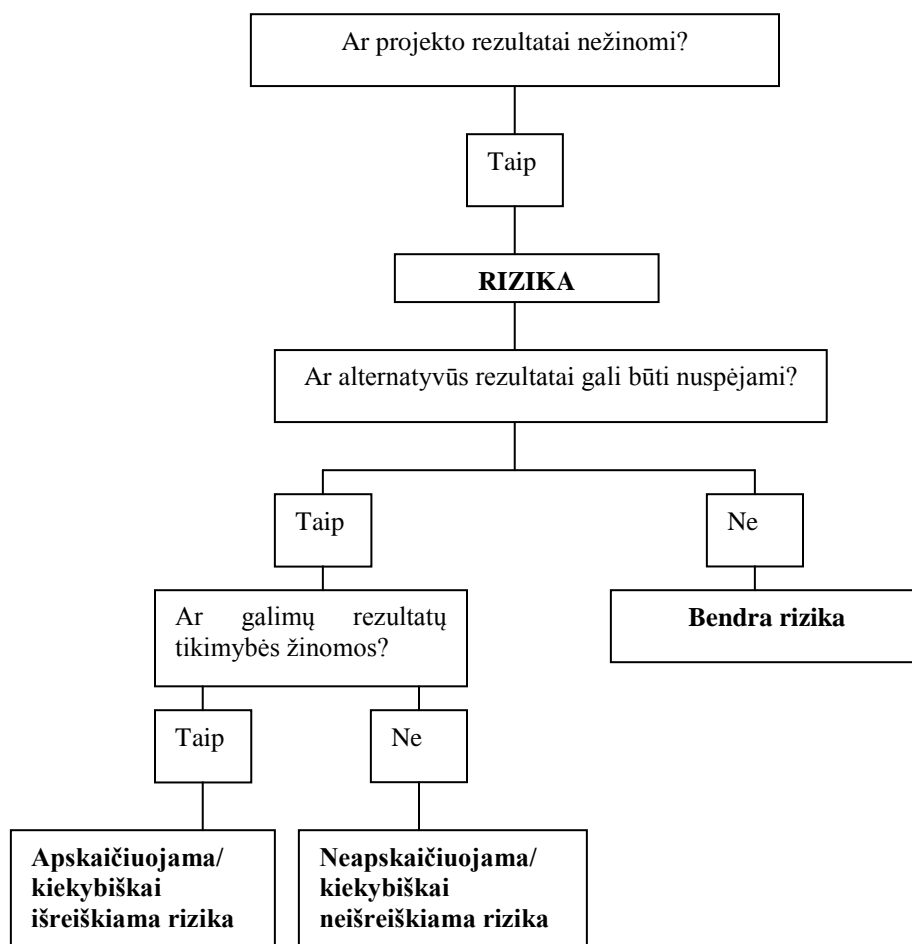 Ar projekto rezultatai nežinomi?
Taip
RIZIKA
Ar alternatyvūs rezultatai gali būti nuspėjami?
Taip
Ne
Ar galimų rezultatų
tikimybės žinomos?
Bendra rizika
Taip
Ne
Apskaičiuojama/
kiekybiškai
išreiškiama rizika
Neapskaičiuojama/
kiekybiškai
neišreiškiama rizika